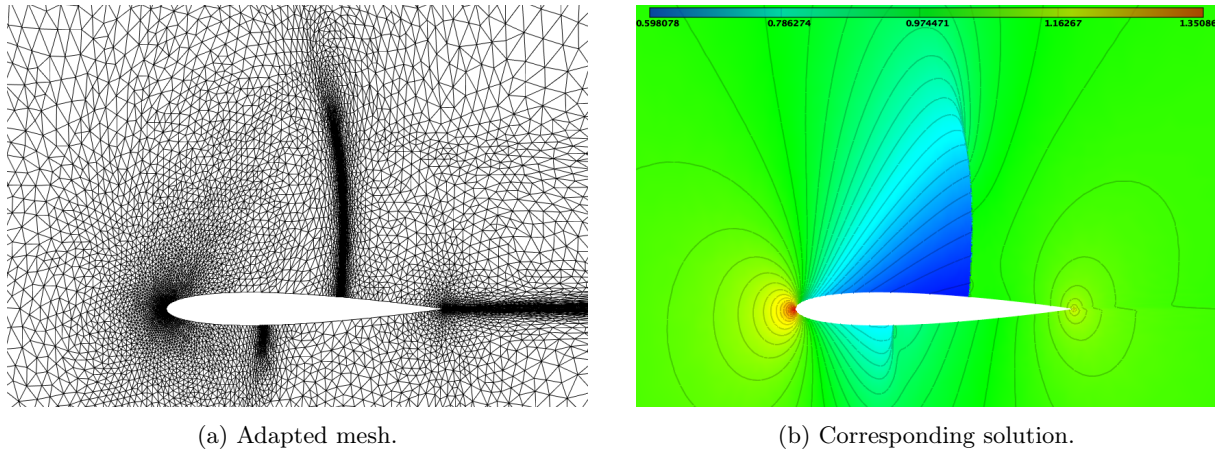 0.598078 0.786274 0.974471 1.16267 1.35086
(a) Adapted mesh.
(b) Corresponding solution.